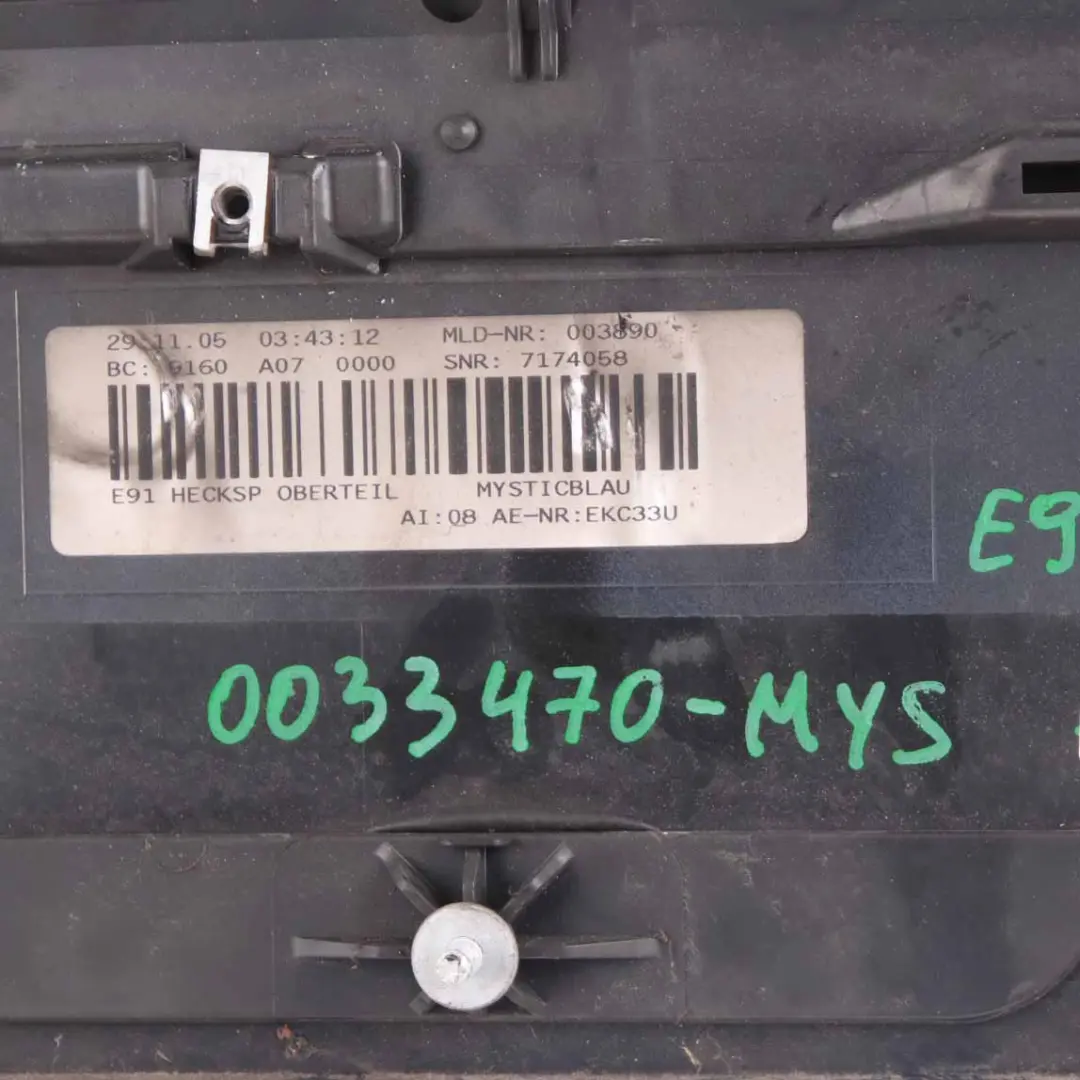 29.11.05 03:43:12 MLD-NR: 003890
BC: 9160 A07 0000 SNR: 7174058
E91 HECKSP OBERTEIL MYSTICBLAU
AI:08 AE-NR:EKC33U
E9
0033470-MYS